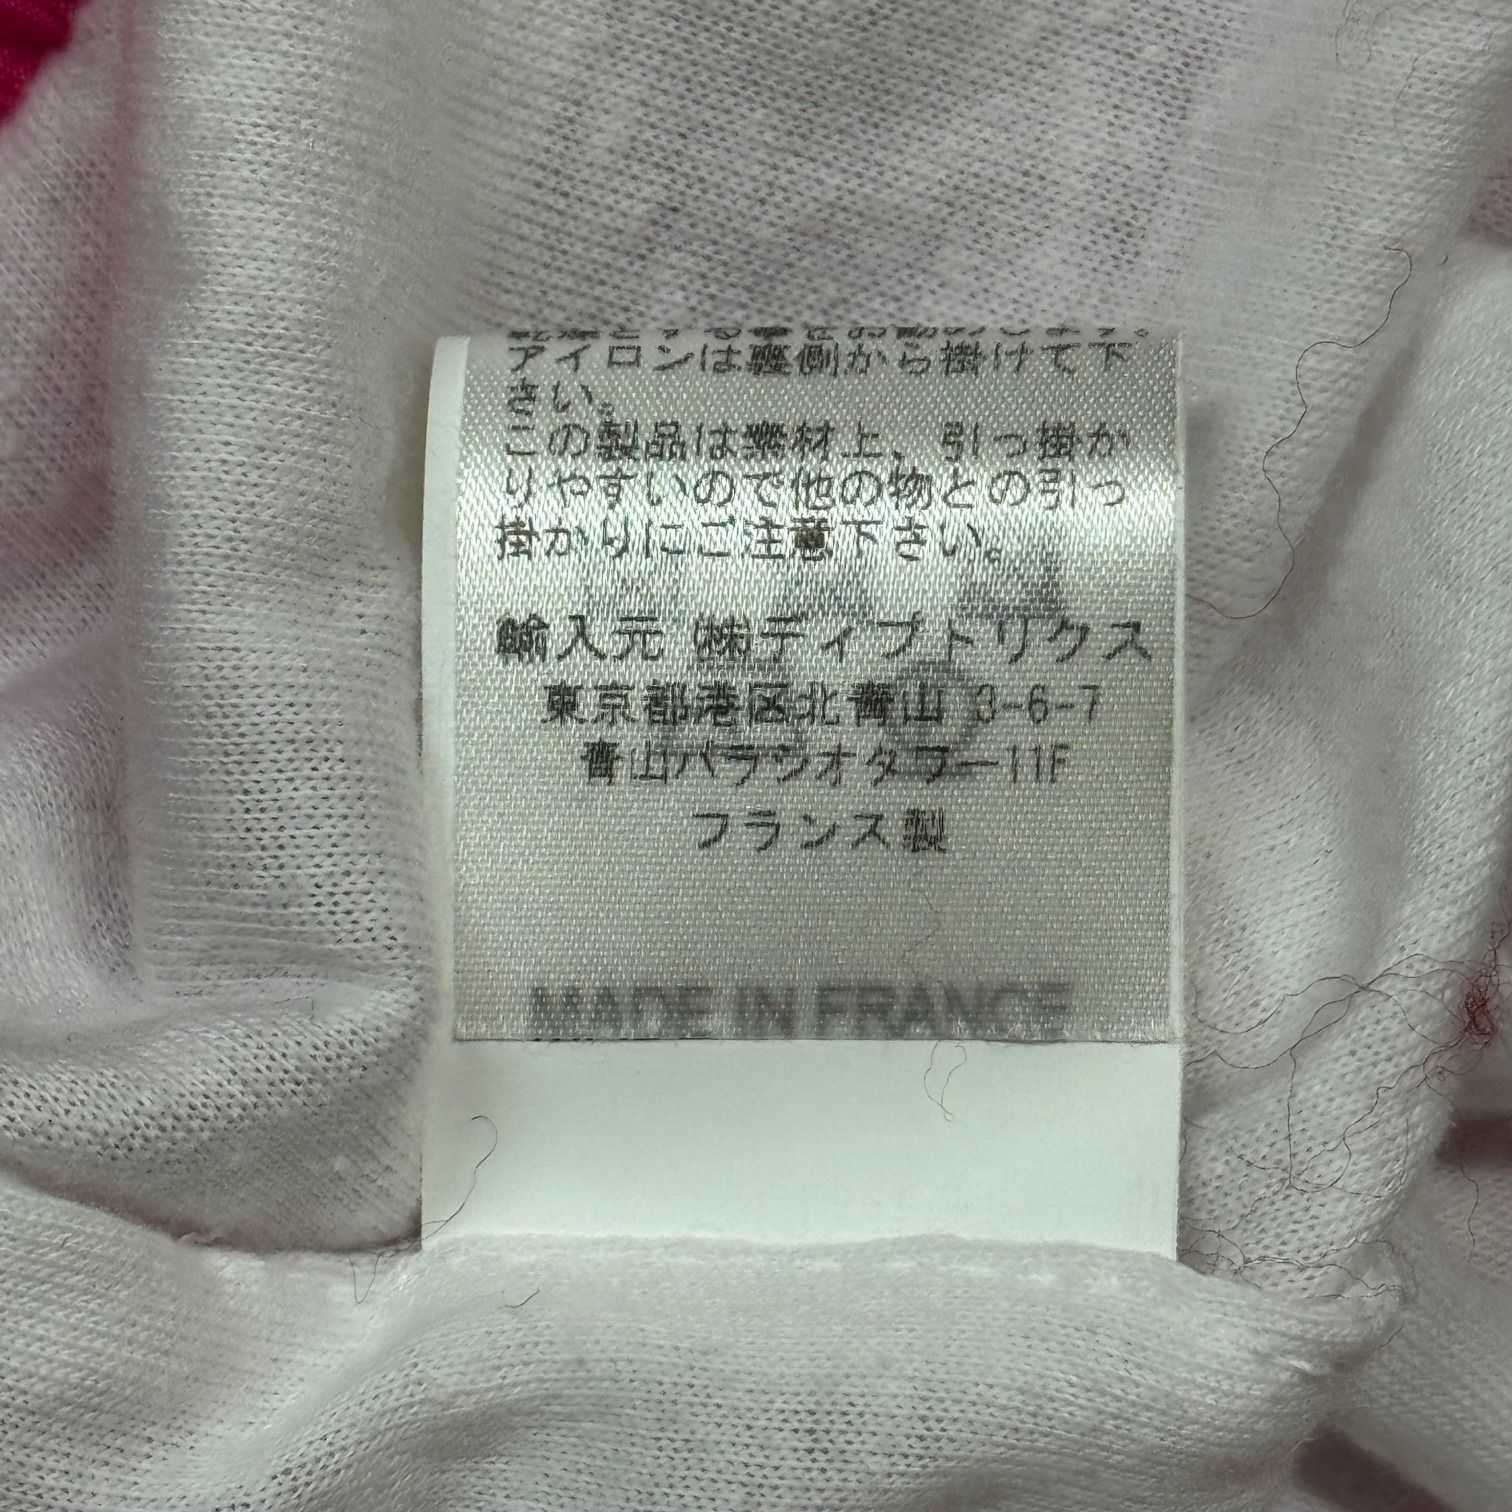 アイロンは裏側から掛けて下
さい。
この製品は素材上、引っ掛か
りやすいので他の物との引っ
掛かりにご注意下さい。
輸入元 ㈱ディプトリクス
東京都港区北青山 3-6-7
青山パラシオタワー11F
フランス製
MADE IN FRANCE